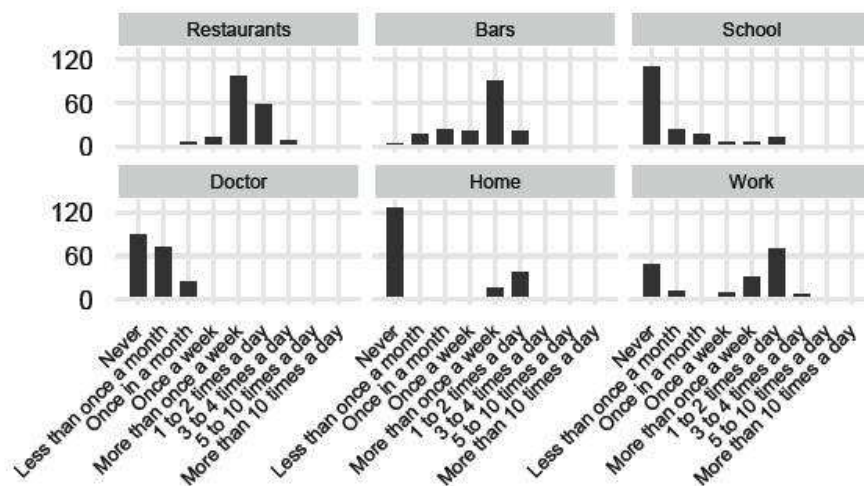 Restaurants Bars School
120
60
0
Doctor Home Work
120
60
0
Never
Less than once a month
Once in a month
Once a week
More than once a week
1 to 2 times a day
3 to 4 times a day
5 to 10 times a day
More than 10 times a day
Never
Less than once a month
Once in a month
Once a week
More than once a week
1 to 2 times a day
3 to 4 times a day
5 to 10 times a day
More than 10 times a day
Never
Less than once a month
Once in a month
Once a week
More than once a week
1 to 2 times a day
3 to 4 times a day
5 to 10 times a day
More than 10 times a day